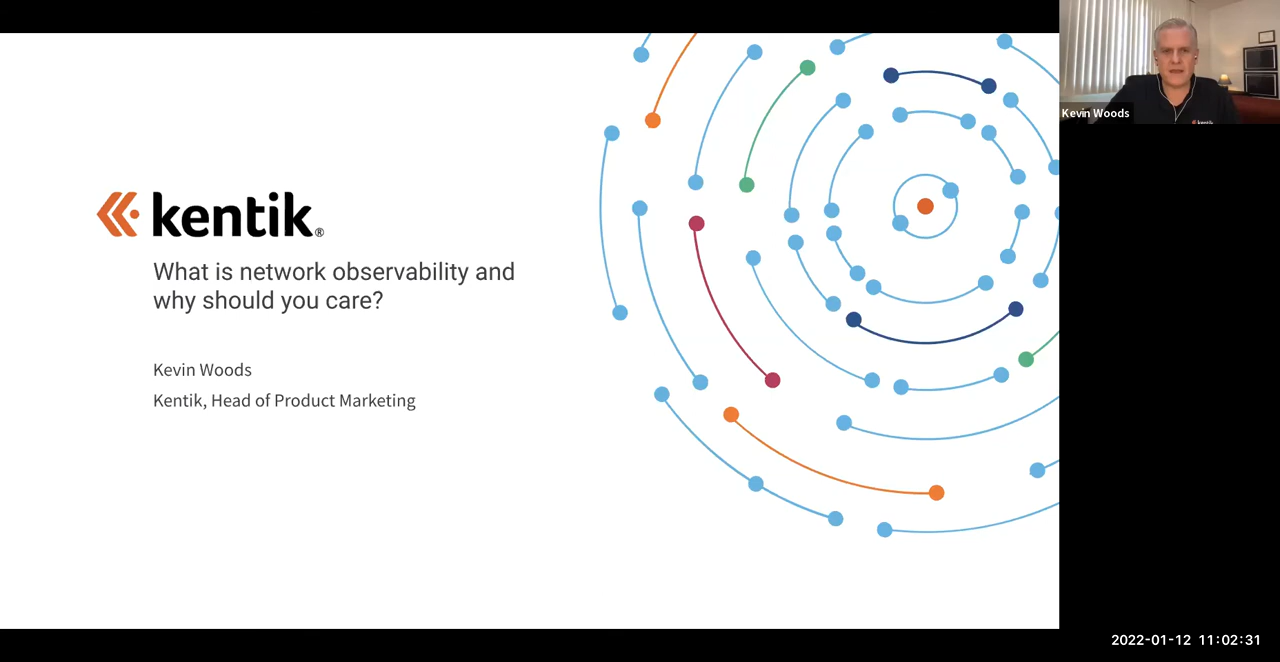 kentik®
What is network observability and
why should you care?
Kevin Woods
Kentik, Head of Product Marketing
Kevin Woods
kentik
2022-01-12 11:02:31